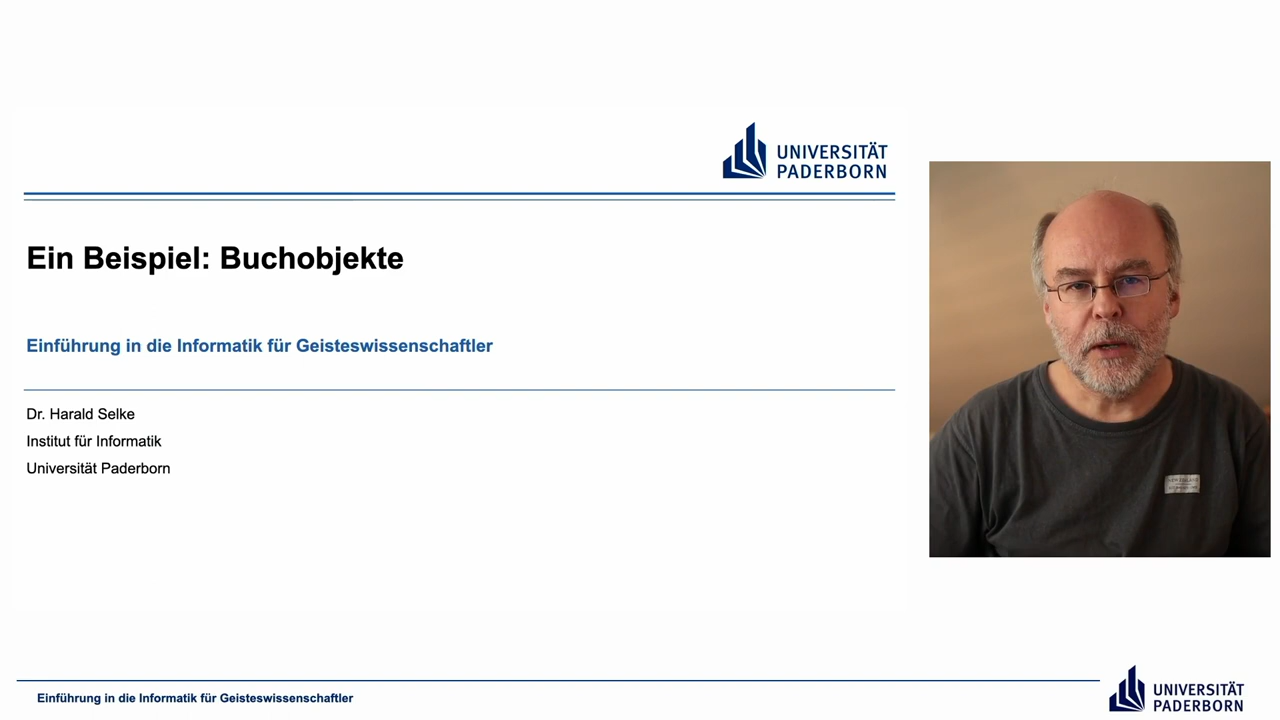 UNIVERSITÄT
PADERBORN
Ein Beispiel: Buchobjekte
Einführung in die Informatik für Geisteswissenschaftler
Dr. Harald Selke
Institut für Informatik
Universität Paderborn
Einführung in die Informatik für Geisteswissenschaftler
UNIVERSITÄT
PADERBORN